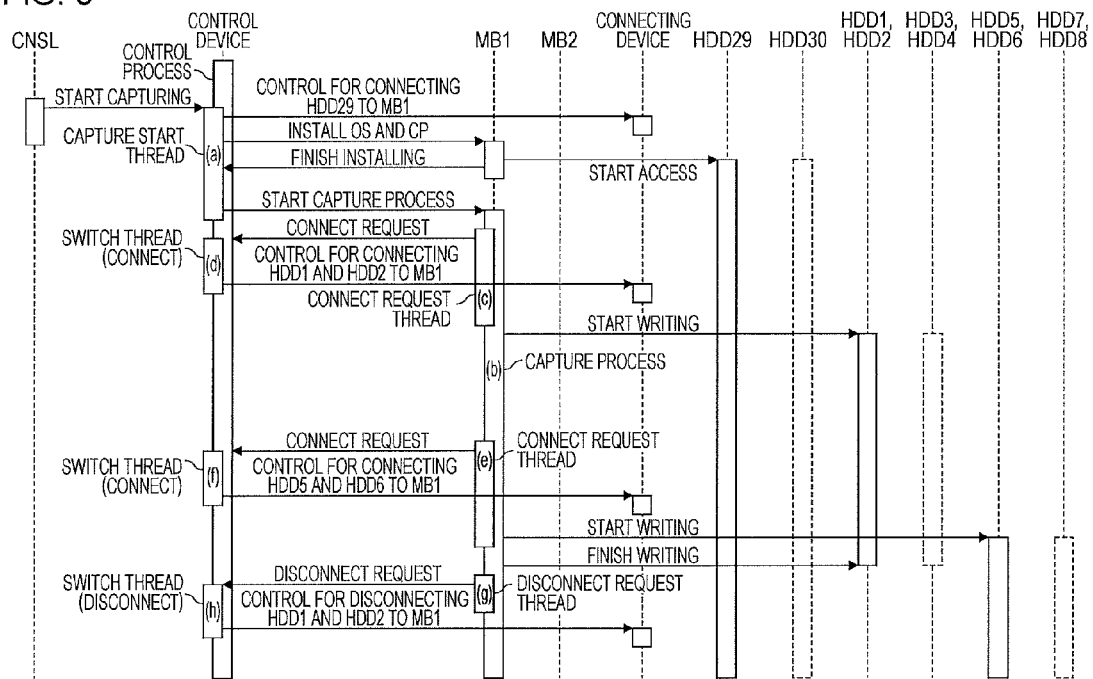 CNSL
CONTROL
DEVICE
MB1
MB2
CONNECTING
DEVICE
HDD29
HDD30
HDD1,
HDD2
HDD3,
HDD4
HDD5,
HDD6
HDD7,
HDD8
CONTROL
PROCESS
START CAPTURING
CONTROL FOR CONNECTING
HDD29 TO MB1
CAPTURE START
THREAD
(a)
INSTALL OS AND CP
FINISH INSTALLING
START ACCESS
START CAPTURE PROCESS
CONNECT REQUEST
SWITCH THREAD
(CONNECT)
(d)
CONTROL FOR CONNECTING
HDD1 AND HDD2 TO MB1
CONNECT REQUEST
THREAD
(c)
START WRITING
(b)
CAPTURE PROCESS
CONNECT REQUEST
(e)
CONNECT REQUEST
THREAD
SWITCH THREAD
(CONNECT)
(f)
CONTROL FOR CONNECTING
HDD5 AND HDD6 TO MB1
START WRITING
FINISH WRITING
DISCONNECT REQUEST
(g)
DISCONNECT REQUEST
THREAD
SWITCH THREAD
(DISCONNECT)
(h)
CONTROL FOR DISCONNECTING
HDD1 AND HDD2 TO MB1